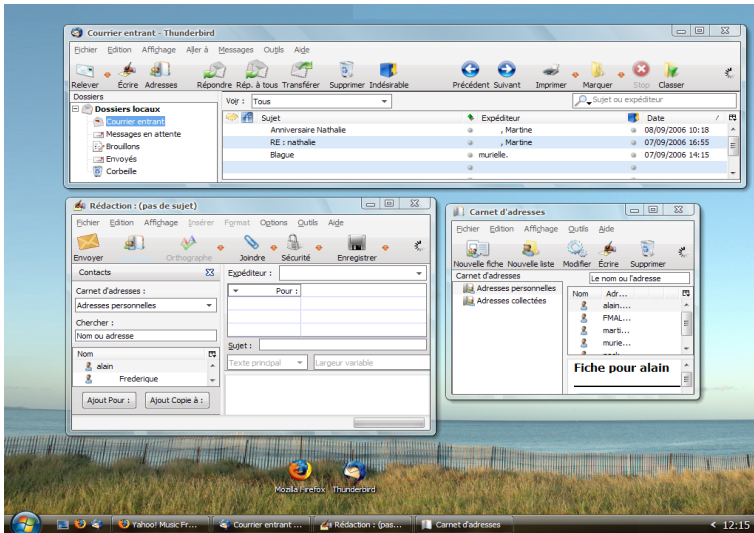 Courrier entrant - Thunderbird
Fichier Edition Affichage Aller à Messages Outils Aide
Relever Écrire Adresses Répondre Rép. à tous Transférer Supprimer Indésirable Précédent Suivant Imprimer Marquer Stop Classer
Dossiers
Voir : Tous
Sujet ou expéditeur
Dossiers locaux
Courrier entrant
Messages en attente
Brouillons
Envoyés
Corbeille
Sujet Expéditeur Date
Anniversaire Nathalie , Martine 08/09/2006 10:18
RE : nathalie , Martine 07/09/2006 16:55
Blague murielle. 07/09/2006 14:15
Rédaction : (pas de sujet)
Fichier Edition Affichage Insérer Format Options Outils Aide
Envoyer Orthographe Joindre Sécurité Enregistrer
Contacts
Carnet d'adresses :
Adresses personnelles
Chercher :
Nom ou adresse
Nom
alain
Frederique
Ajout Pour : Ajout Copie à :
Expéditeur :
Pour :
Sujet :
Texte principal Largeur variable
Carnet d'adresses
Fichier Edition Affichage Outils Aide
Nouvelle fiche Nouvelle liste Modifier Écrire Supprimer
Carnet d'adresses
Le nom ou l'adresse
Adresses personnelles
Adresses collectées
Nom Adr...
alain....
FMAL...
marti...
murie...
Fiche pour alain
Mozilla Firefox Thunderbird
Yahoo! Music Fr... Courrier entrant ... Rédaction : (pas... Carnet d'adresses < 12:15